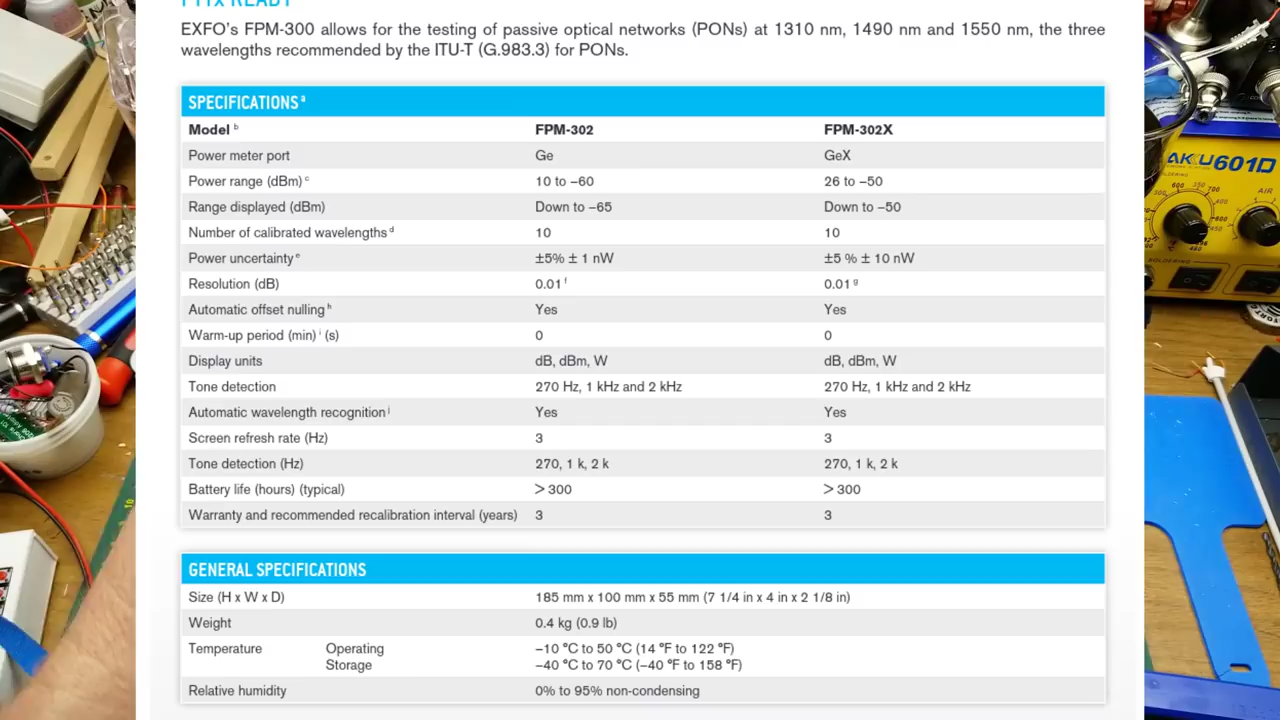 FTTx READY
EXFO's FPM-300 allows for the testing of passive optical networks (PONs) at 1310 nm, 1490 nm and 1550 nm, the three
wavelengths recommended by the ITU-T (G.983.3) for PONs.
SPECIFICATIONS a
Model b FPM-302 FPM-302X
Power meter port Ge GeX
Power range (dBm) c 10 to –60 26 to –50
Range displayed (dBm) Down to –65 Down to –50
Number of calibrated wavelengths d 10 10
Power uncertainty e ±5% ± 1 nW ±5 % ± 10 nW
Resolution (dB) 0.01 f 0.01 g
Automatic offset nulling h Yes Yes
Warm-up period (min) i (s) 0 0
Display units dB, dBm, W dB, dBm, W
Tone detection 270 Hz, 1 kHz and 2 kHz 270 Hz, 1 kHz and 2 kHz
Automatic wavelength recognition j Yes Yes
Screen refresh rate (Hz) 3 3
Tone detection (Hz) 270, 1 k, 2 k 270, 1 k, 2 k
Battery life (hours) (typical) > 300 > 300
Warranty and recommended recalibration interval (years) 3 3
GENERAL SPECIFICATIONS
Size (H x W x D) 185 mm x 100 mm x 55 mm (7 1/4 in x 4 in x 2 1/8 in)
Weight 0.4 kg (0.9 lb)
Temperature Operating –10 °C to 50 °C (14 °F to 122 °F)
Storage –40 °C to 70 °C (–40 °F to 158 °F)
Relative humidity 0% to 95% non-condensing
601D
AIR
SOLDERING